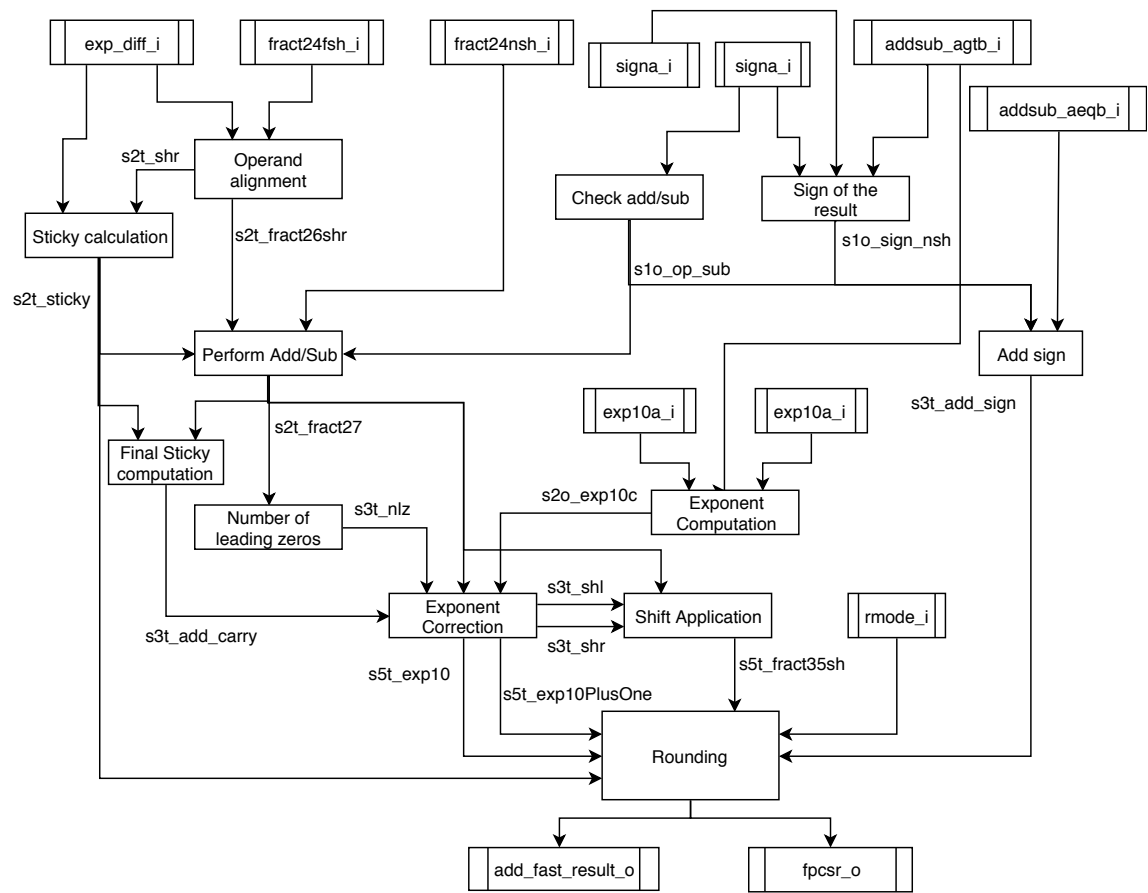 exp_diff_i
fract24fsh_i
fract24nsh_i
signa_i
signa_i
addsub_agtb_i
addsub_aeqb_i
s2t_shr
Operand
alignment
Check add/sub
Sign of the
result
Sticky calculation
s2t_fract26shr
s1o_sign_nsh
s1o_op_sub
s2t_sticky
Perform Add/Sub
Add sign
exp10a_i
exp10a_i
s3t_add_sign
s2t_fract27
Final Sticky
computation
s2o_exp10c
Exponent
Computation
Number of
leading zeros
s3t_nlz
s3t_shl
Exponent
Correction
Shift Application
rmode_i
s3t_add_carry
s3t_shr
s5t_exp10
s5t_fract35sh
s5t_exp10PlusOne
Rounding
add_fast_result_o
fpcsr_o